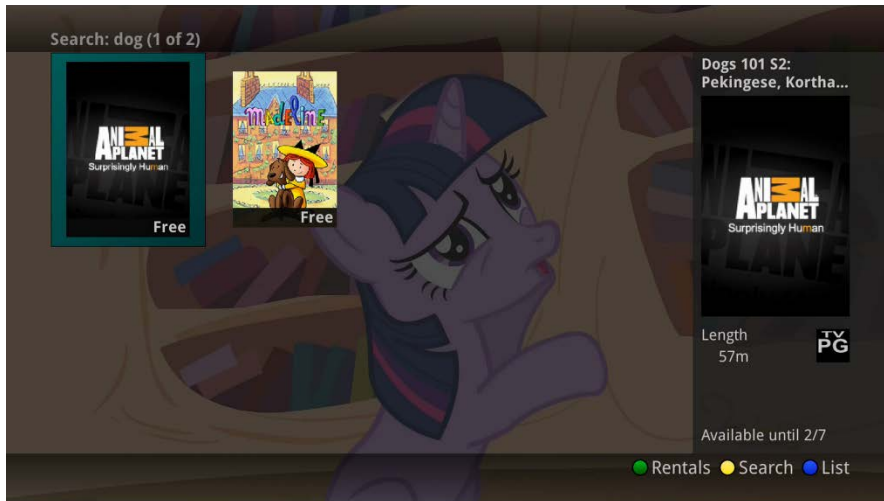 Search: dog (1 of 2)
ANIMAL
PLANET
Surprisingly Human
Free
Madeline
Free
Dogs 101 S2:
Pekingese, Kortha...
ANIMAL
PLANET
Surprisingly Human
Length
57m
TV
PG
Available until 2/7
Rentals
Search
List